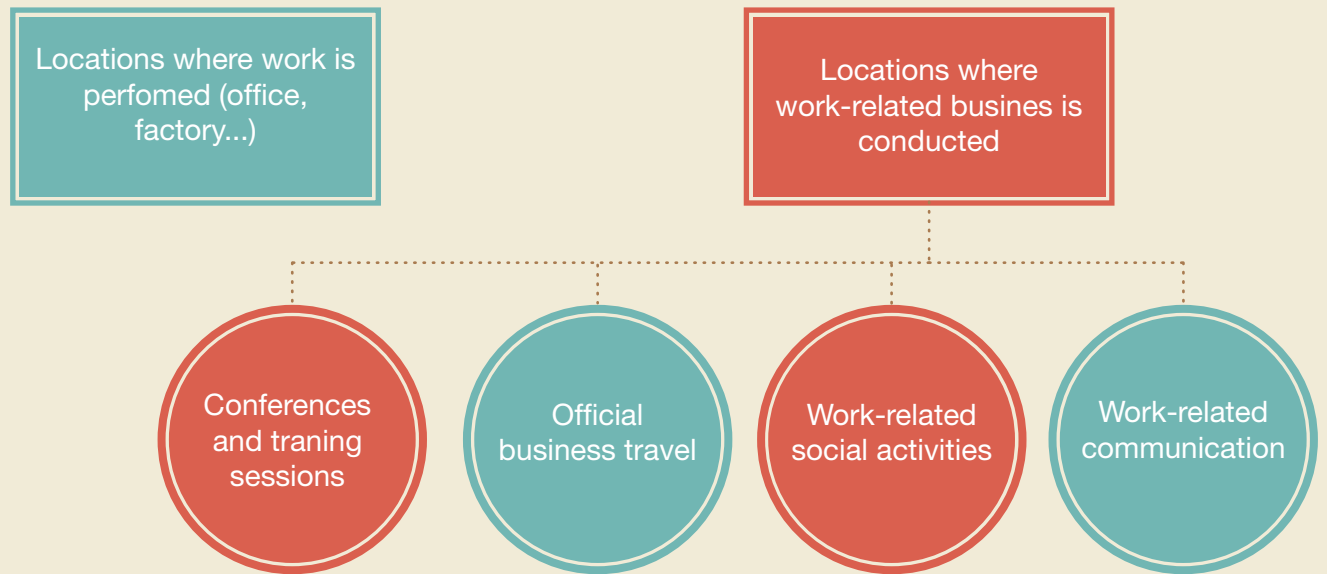 Locations where work is
perfomed (office,
factory...)
Locations where
work-related busines is
conducted
Conferences
and traning
sessions
Official
business travel
Work-related
social activities
Work-related
communication